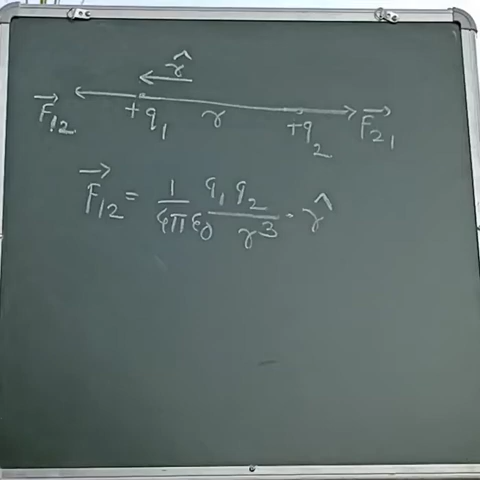 r̂
F⃗₁₂ +q₁ r +q₂ F⃗₂₁
F⃗₁₂ = 1/4πε₀ q₁q₂/r³ · r̂